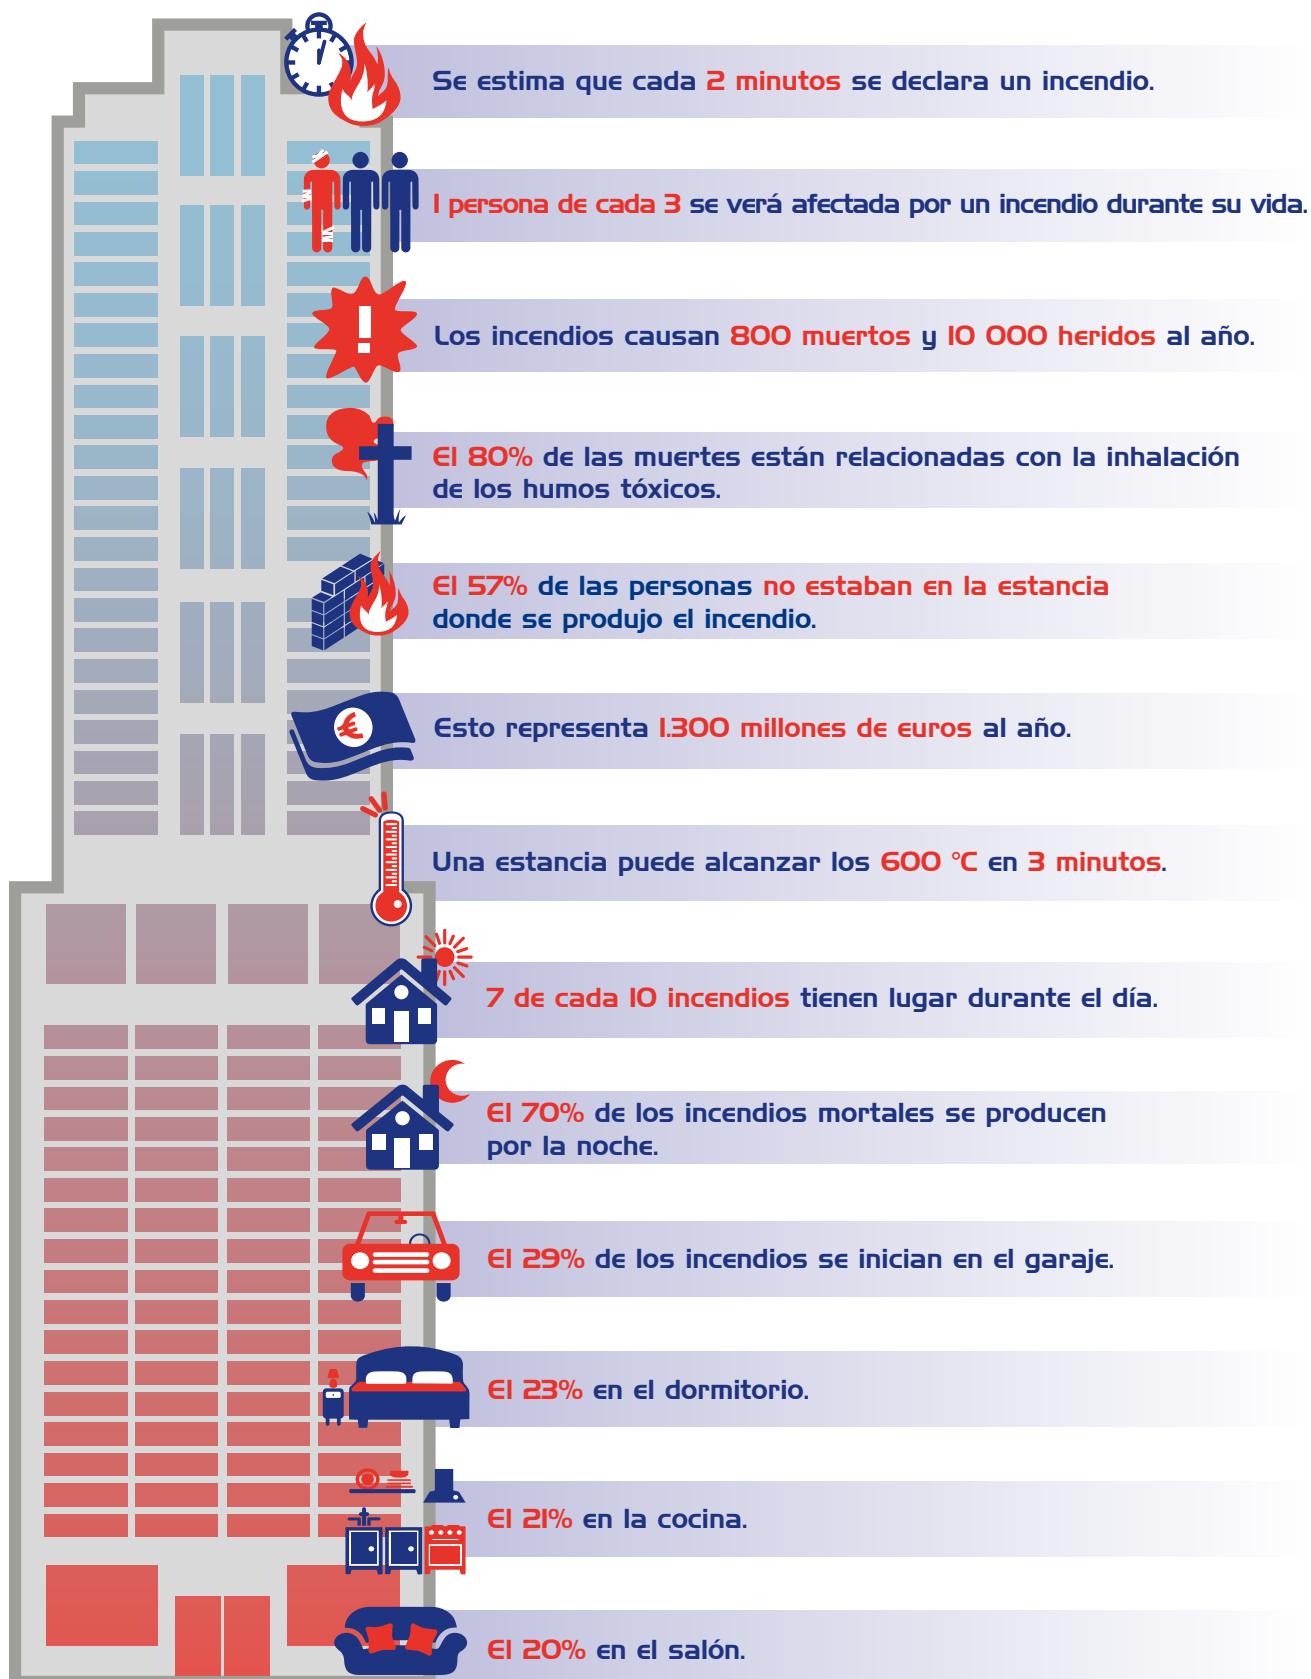 Se estima que cada 2 minutos se declara un incendio.
1 persona de cada 3 se verá afectada por un incendio durante su vida.
!
Los incendios causan 800 muertos y 10 000 heridos al año.
El 80% de las muertes están relacionadas con la inhalación
de los humos tóxicos.
El 57% de las personas no estaban en la estancia
donde se produjo el incendio.
€
Esto representa 1.300 millones de euros al año.
Una estancia puede alcanzar los 600 °C en 3 minutos.
7 de cada 10 incendios tienen lugar durante el día.
El 70% de los incendios mortales se producen
por la noche.
El 29% de los incendios se inician en el garaje.
El 23% en el dormitorio.
El 21% en la cocina.
El 20% en el salón.